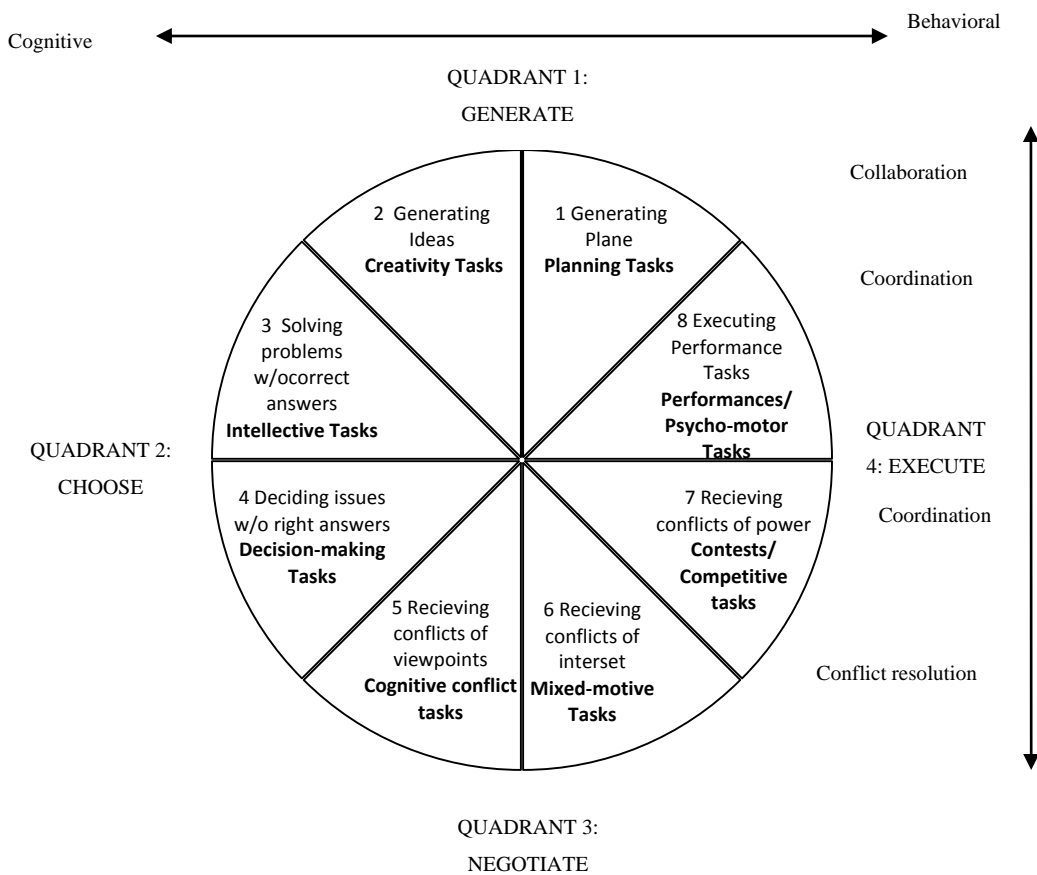 Cognitive
Behavioral
QUADRANT 1:
GENERATE
Collaboration
2 Generating
Ideas
Creativity Tasks
1 Generating
Plane
Planning Tasks
Coordination
3 Solving
problems
w/ocorrect
answers
Intellective Tasks
8 Executing
Performance
Tasks
Performances/
Psycho-motor
Tasks
QUADRANT 2:
CHOOSE
QUADRANT
4: EXECUTE
4 Deciding issues
w/o right answers
Decision-making
Tasks
7 Recieving
conflicts of power
Contests/
Competitive
tasks
Coordination
5 Recieving
conflicts of
viewpoints
Cognitive conflict
tasks
6 Recieving
conflicts of
interset
Mixed-motive
Tasks
Conflict resolution
QUADRANT 3:
NEGOTIATE